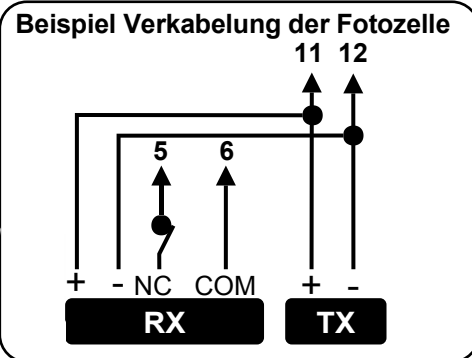 Beispiel Verkabelung der Fotozelle
11 12
5 6
+ - NC COM + -
RX TX